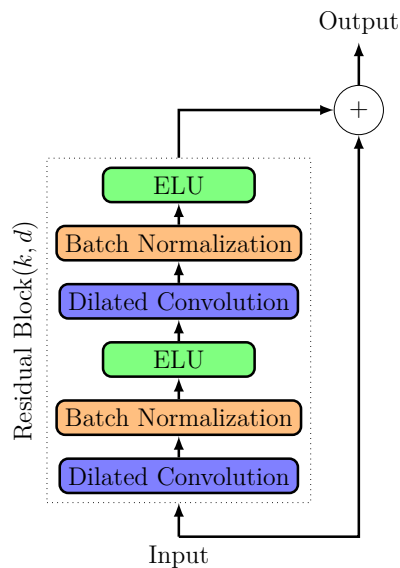 Output
+
ELU
Batch Normalization
Dilated Convolution
ELU
Batch Normalization
Dilated Convolution
Residual Block(k, d)
Input